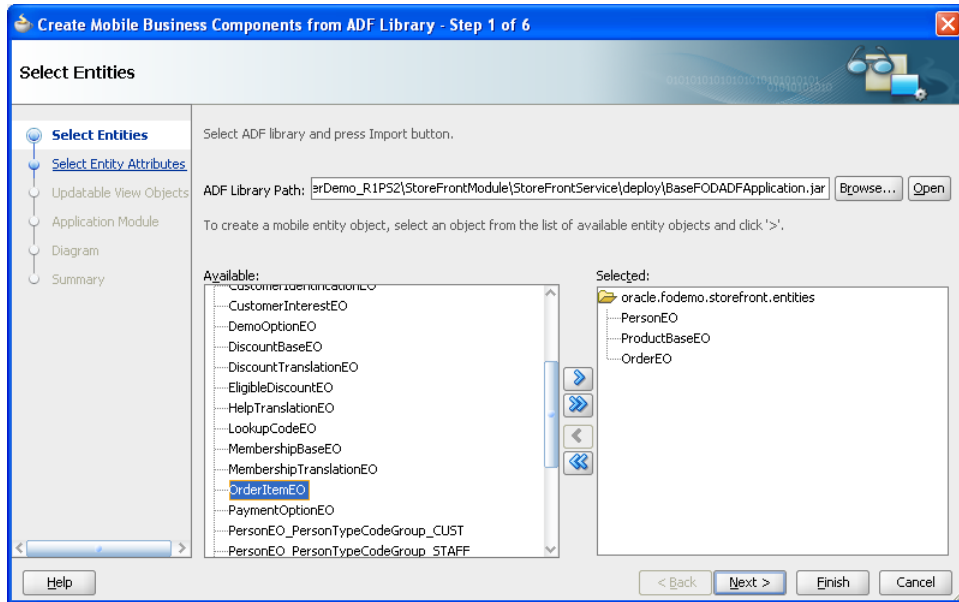 Create Mobile Business Components from ADF Library - Step 1 of 6
Select Entities
Select Entities
Select Entity Attributes
Updatable View Objects
Application Module
Diagram
Summary
Select ADF library and press Import button.
ADF Library Path: erDemo_R1PS2\StoreFrontModule\StoreFrontService\deploy\BaseFODADFApplication.jar Browse... Open
To create a mobile entity object, select an object from the list of available entity objects and click '>'.
Available:
CustomerIdentificationEO
CustomerInterestEO
DemoOptionEO
DiscountBaseEO
DiscountTranslationEO
EligibleDiscountEO
HelpTranslationEO
LookupCodeEO
MembershipBaseEO
MembershipTranslationEO
OrderItemEO
PaymentOptionEO
PersonEO_PersonTypeCodeGroup_CUST
PersonEO_PersonTypeCodeGroup_STAFF
Selected:
oracle.fodemo.storefront.entities
PersonEO
ProductBaseEO
OrderEO
Help
< Back Next > Finish Cancel